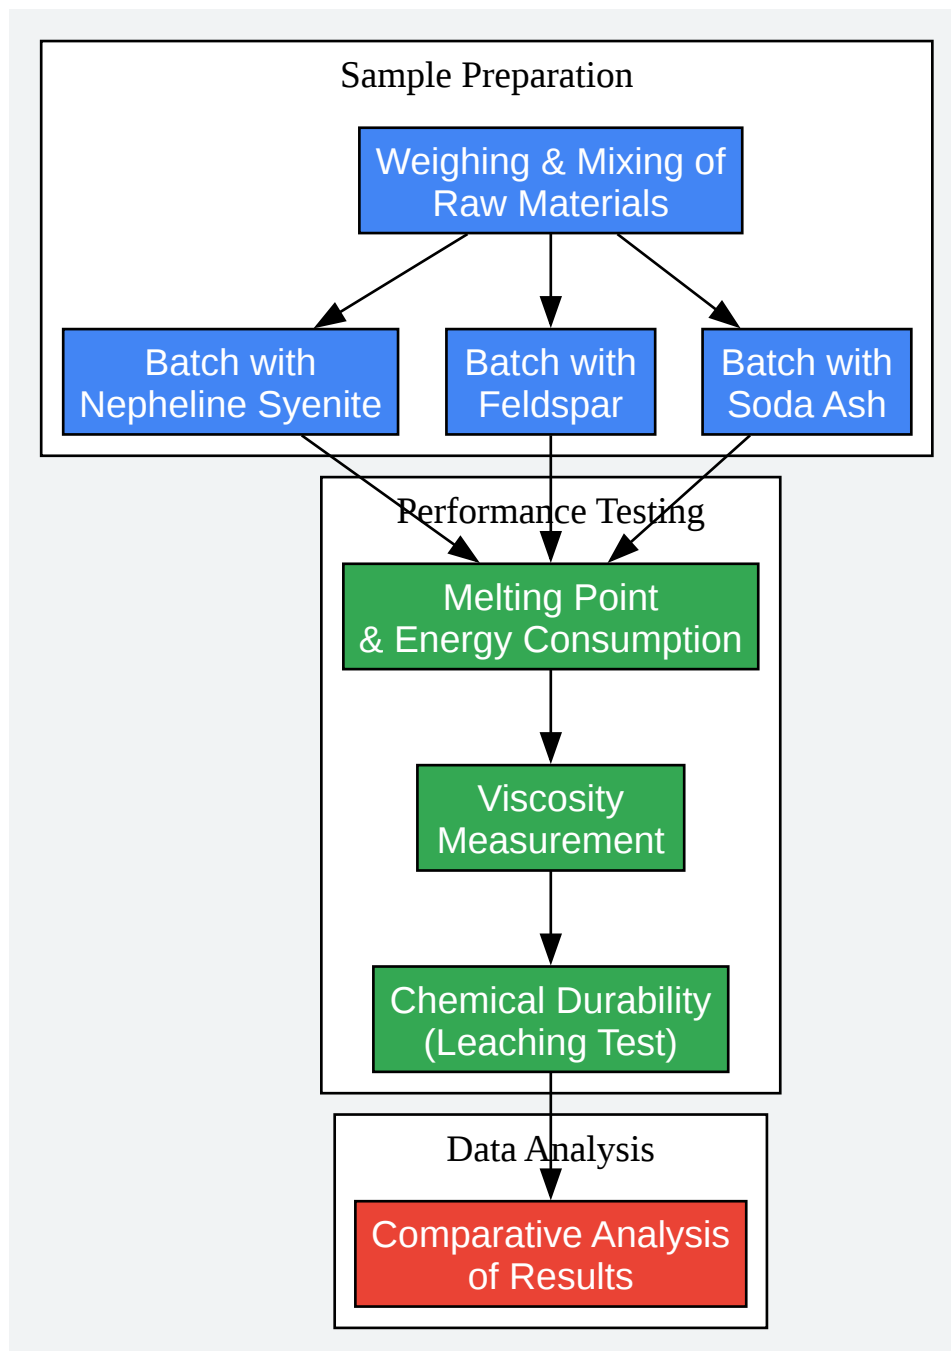 Sample Preparation
Weighing & Mixing of
Raw Materials
Batch with
Nepheline Syenite
Batch with
Feldspar
Batch with
Soda Ash
Performance Testing
Melting Point
& Energy Consumption
Viscosity
Measurement
Chemical Durability
(Leaching Test)
Data Analysis
Comparative Analysis
of Results